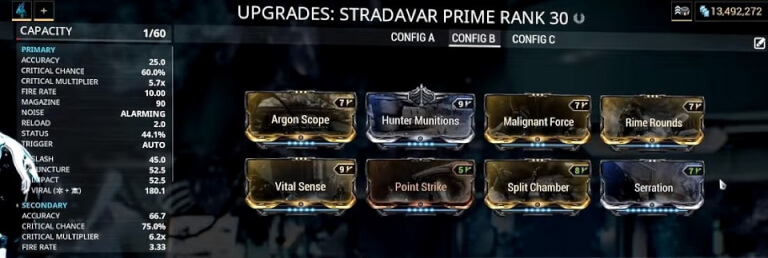 UPGRADES: STRADAVAR PRIME RANK 30
13,492,272
CAPACITY 1/60
CONFIG A CONFIG B CONFIG C
PRIMARY
ACCURACY 25.0
CRITICAL CHANCE 60.0%
CRITICAL MULTIPLIER 5.7x
FIRE RATE 10.00
MAGAZINE 90
NOISE ALARMING
RELOAD 2.0
STATUS 44.1%
TRIGGER AUTO
SLASH 45.0
UNCTURE 52.5
IMPACT 52.5
VIRAL ( + ) 180.1
SECONDARY
ACCURACY 66.7
CRITICAL CHANCE 75.0%
CRITICAL MULTIPLIER 6.2x
FIRE RATE 3.33
7
Argon Scope
9
Hunter Munitions
7
Malignant Force
7
Rime Rounds
9
Vital Sense
5
Point Strike
8
Split Chamber
7
Serration